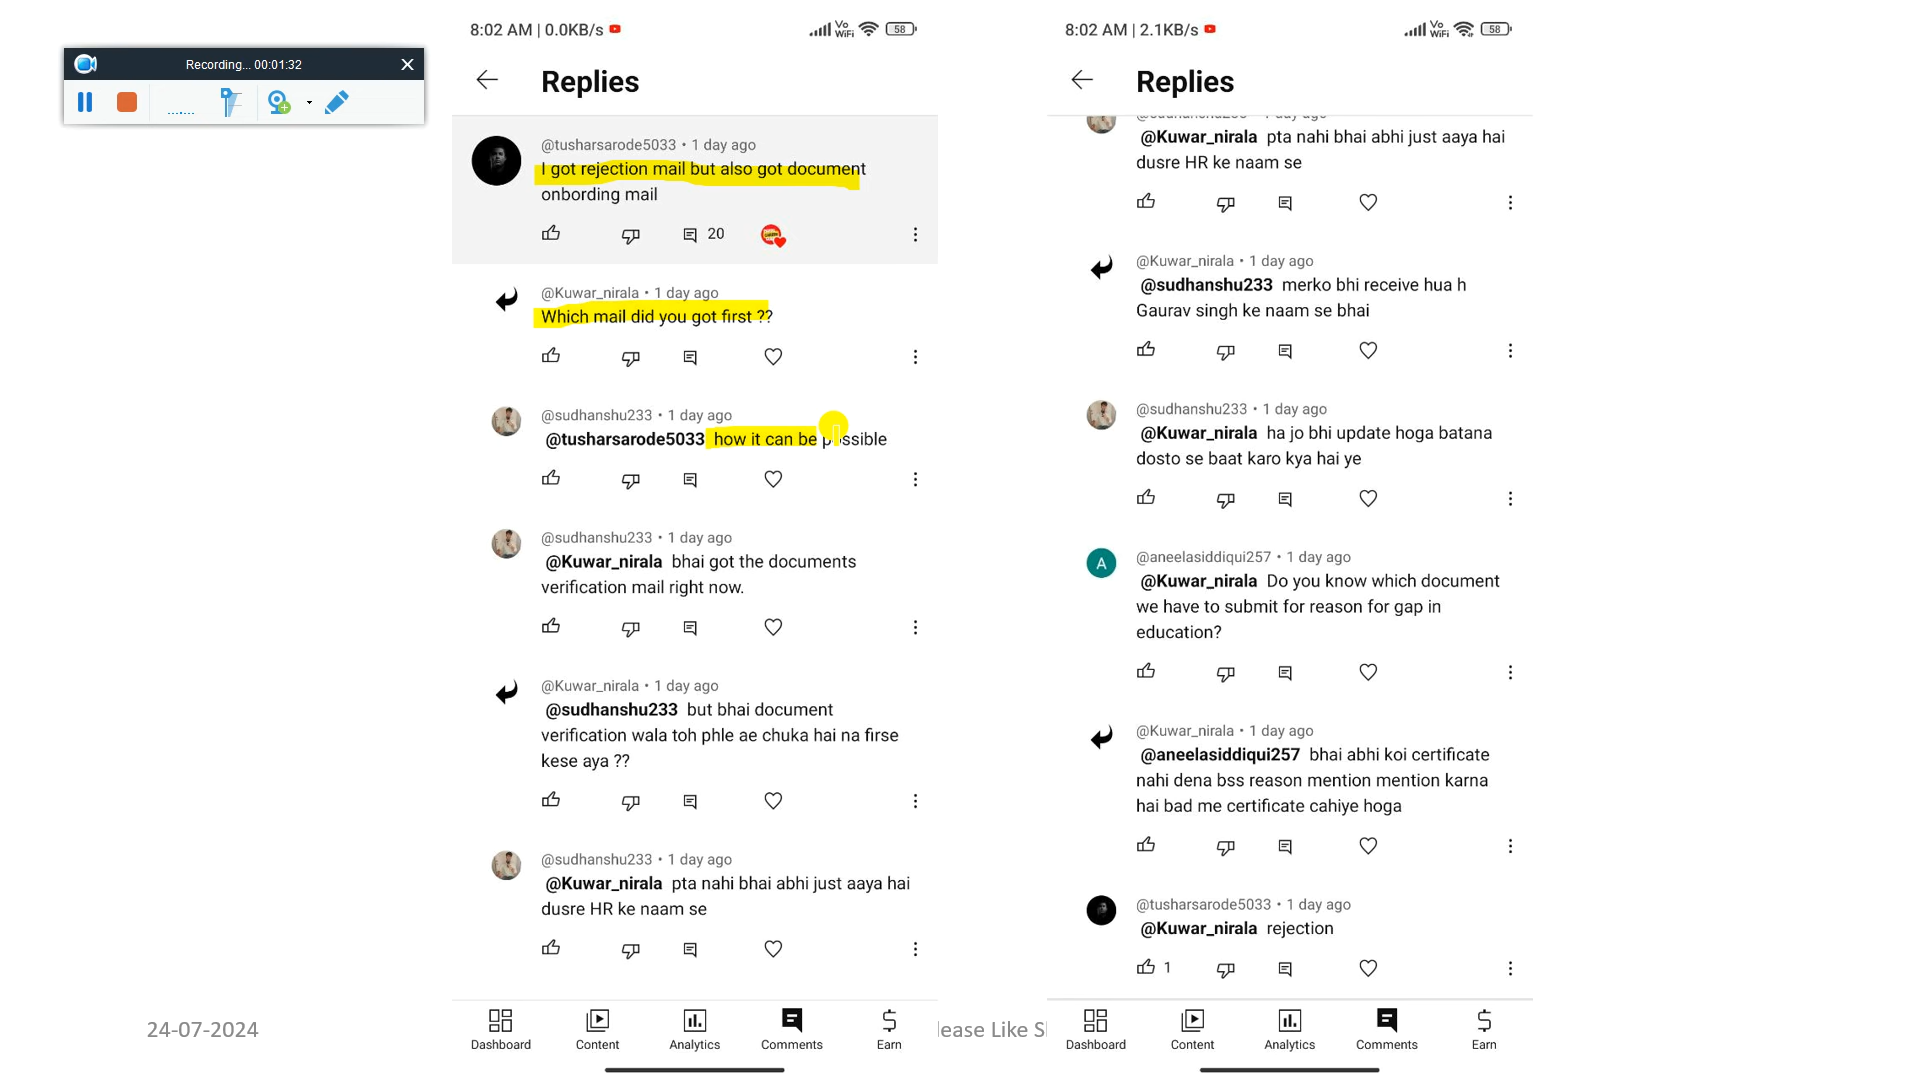 Recording... 00:01:32
8:02 AM | 0.0KB/s
Vo
WiFi
58
Replies
@tusharsarode5033 • 1 day ago
I got rejection mail but also got document
onbording mail
20
@Kuwar_nirala • 1 day ago
Which mail did you got first ??
@sudhanshu233 • 1 day ago
@tusharsarode5033 how it can be possible
@sudhanshu233 • 1 day ago
@Kuwar_nirala bhai got the documents
verification mail right now.
@Kuwar_nirala • 1 day ago
@sudhanshu233 but bhai document
verification wala toh phle ae chuka hai na firse
kese aya ??
@sudhanshu233 • 1 day ago
@Kuwar_nirala pta nahi bhai abhi just aaya hai
dusre HR ke naam se
Dashboard
Content
Analytics
Comments
Earn
8:02 AM | 2.1KB/s
Vo
WiFi
58
Replies
@Kuwar_nirala pta nahi bhai abhi just aaya hai
dusre HR ke naam se
@Kuwar_nirala • 1 day ago
@sudhanshu233 merko bhi receive hua h
Gaurav singh ke naam se bhai
@sudhanshu233 • 1 day ago
@Kuwar_nirala ha jo bhi update hoga batana
dosto se baat karo kya hai ye
@aneelasiddiqui257 • 1 day ago
A
@Kuwar_nirala Do you know which document
we have to submit for reason for gap in
education?
@Kuwar_nirala • 1 day ago
@aneelasiddiqui257 bhai abhi koi certificate
nahi dena bss reason mention mention karna
hai bad me certificate cahiye hoga
@tusharsarode5033 • 1 day ago
@Kuwar_nirala rejection
1
Dashboard
Content
Analytics
Comments
Earn
24-07-2024
lease Like S